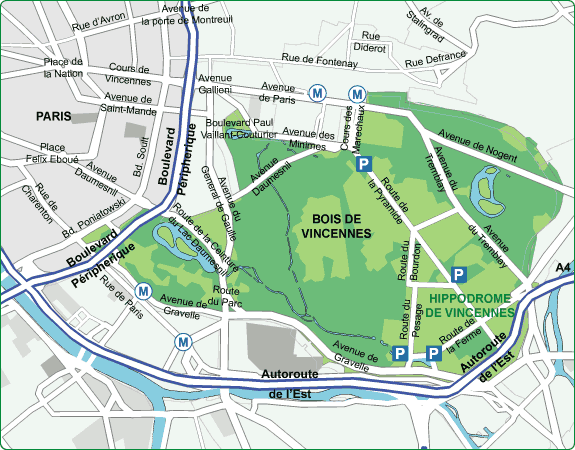 Rue d'Avron
Avenue de
la porte de Montreuil
Av. de
Stalingrad
Rue
Diderot
Rue Defrance
Rue de Fontenay
Place de
la Nation
Cours de
Vincennes
Avenue
Gallieni
Avenue
de Paris
M
M
Avenue de
Saint-Mande
PARIS
Boulevard Paul
Vaillant-Couturier
Avenue des
Minimes
Cours des
Marechaux
Avenue de Nogent
Bd. Soult
Boulevard
Périphérique
Place
Felix Eboué
Avenue
Daumesnil
Avenue
Daumesnil
P
Route de
la Pyramide
Avenue du
Tremblay
Rue de
Charenton
Bd. Poniatowski
Avenue du
General de Gaulle
BOIS DE
VINCENNES
Avenue
du Tremblay
Route de la Ceinture
du Lac Daumesnil
Boulevard
Périphérique
Route du
Bourdon
P
A4
Rue de Paris
M
Route
du Parc
Avenue de
Gravelle
HIPPODROME
DE VINCENNES
Route du
Pesage
Route de
la Ferme
M
Avenue de
Gravelle
P
P
Autoroute
de l'Est
Autoroute
de l'Est